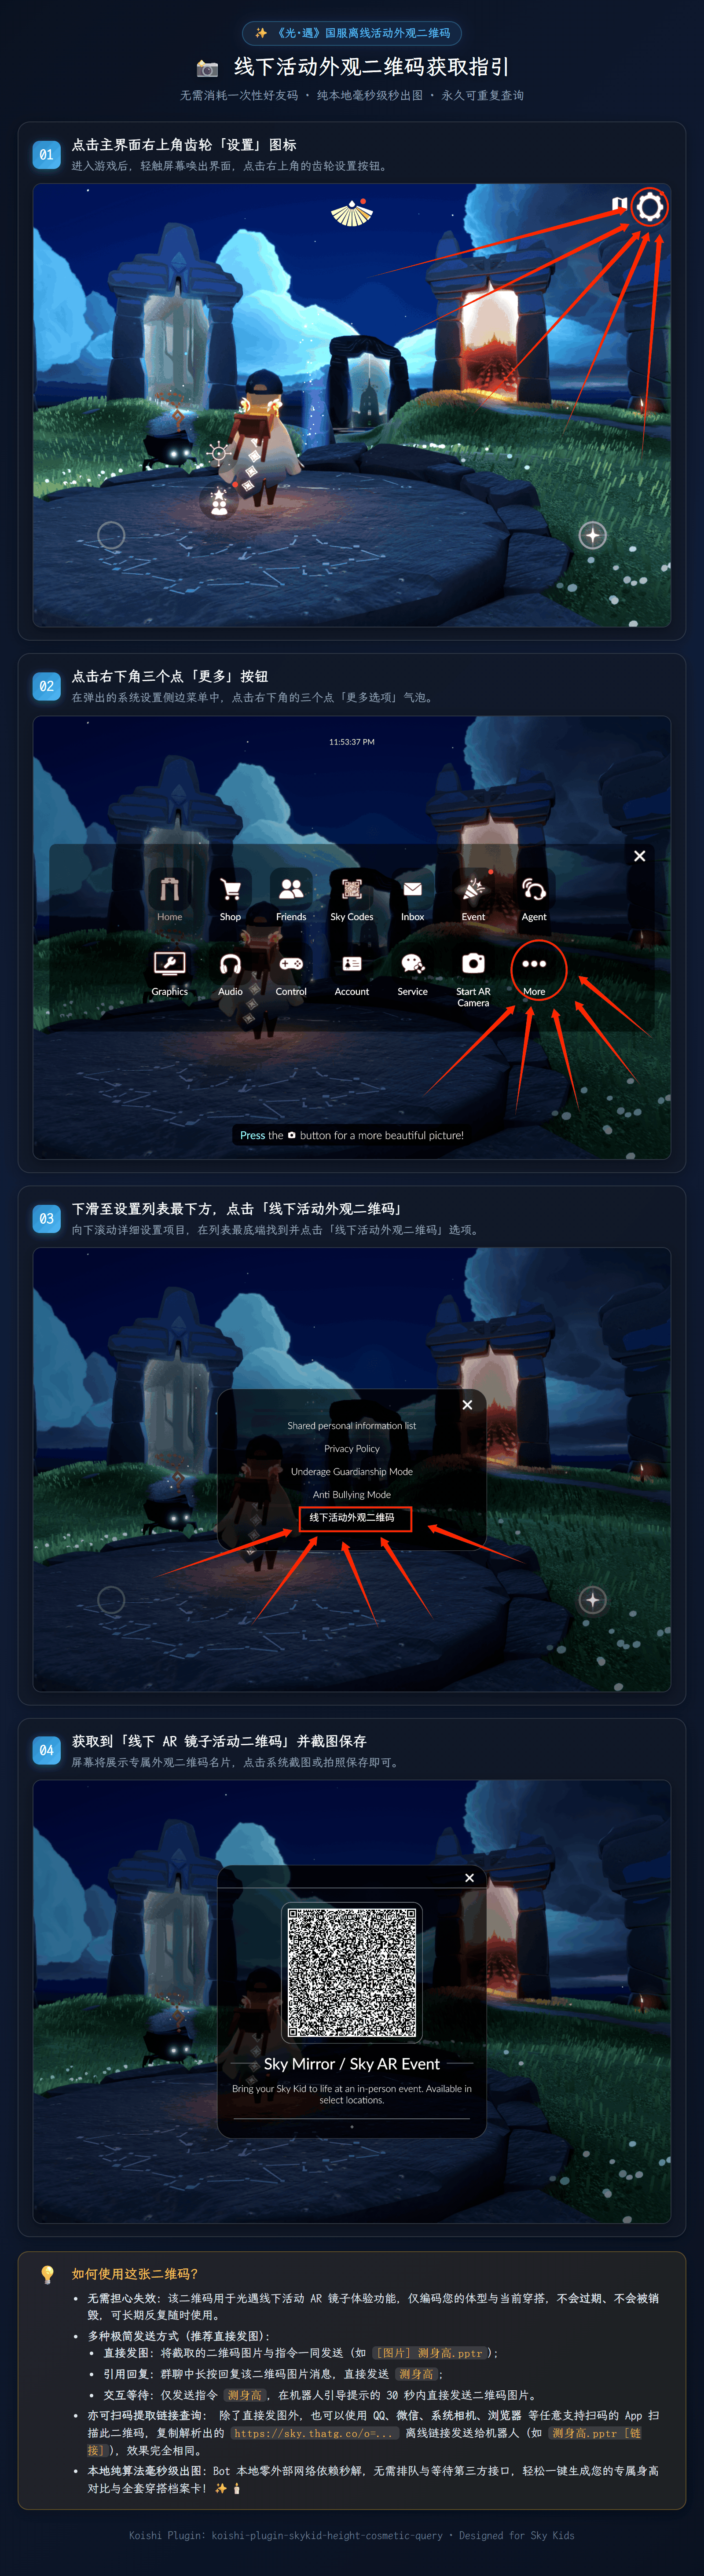 ✨ 《光·遇》国服离线活动外观二维码
📷 线下活动外观二维码获取指引
无需消耗一次性好友码 · 纯本地毫秒级秒出图 · 永久可重复查询
01
点击主界面右上角齿轮「设置」图标
进入游戏后，轻触屏幕唤出界面，点击右上角的齿轮设置按钮。
02
点击右下角三个点「更多」按钮
在弹出的系统设置侧边菜单中，点击右下角的三个点「更多选项」气泡。
11:53:37 PM
Home Shop Friends Sky Codes Inbox Event Agent
Graphics Audio Control Account Service Start AR More
Camera
Press the button for a more beautiful picture!
03
下滑至设置列表最下方，点击「线下活动外观二维码」
向下滚动详细设置项目，在列表最底端找到并点击「线下活动外观二维码」选项。
Shared personal information list
Privacy Policy
Underage Guardianship Mode
Anti Bullying Mode
线下活动外观二维码
04
获取到「线下 AR 镜子活动二维码」并截图保存
屏幕将展示专属外观二维码名片，点击系统截图或拍照保存即可。
Sky Mirror / Sky AR Event
Bring your Sky Kid to life at an in-person event. Available in
select locations.
💡 如何使用这张二维码？
• 无需担心失效：该二维码用于光遇线下活动 AR 镜子体验功能，仅编码您的体型与当前穿搭，不会过期、不会被销
毁，可长期反复随时使用。
• 多种极简发送方式 (推荐直接发图)：
• 直接发图：将截取的二维码图片与指令一同发送 (如 [图片] 测身高.pptr)；
• 引用回复：群聊中长按回复该二维码图片消息，直接发送 测身高；
• 交互等待：仅发送指令 测身高，在机器人引导提示的 30 秒内直接发送二维码图片。
• 亦可扫码提取链接查询： 除了直接发图外，也可以使用 QQ、微信、系统相机、浏览器 等任意支持扫码的 App 扫
描此二维码，复制解析出的 https://sky.thatg.co/o=... 离线链接发送给机器人 (如 测身高.pptr [链
接])，效果完全相同。
• 本地纯算法毫秒级出图：Bot 本地零外部网络依赖秒解，无需排队与等待第三方接口，轻松一键生成您的专属身高
对比与全套穿搭档案卡！✨🕯️
Koishi Plugin: koishi-plugin-skykid-height-cosmetic-query • Designed for Sky Kids